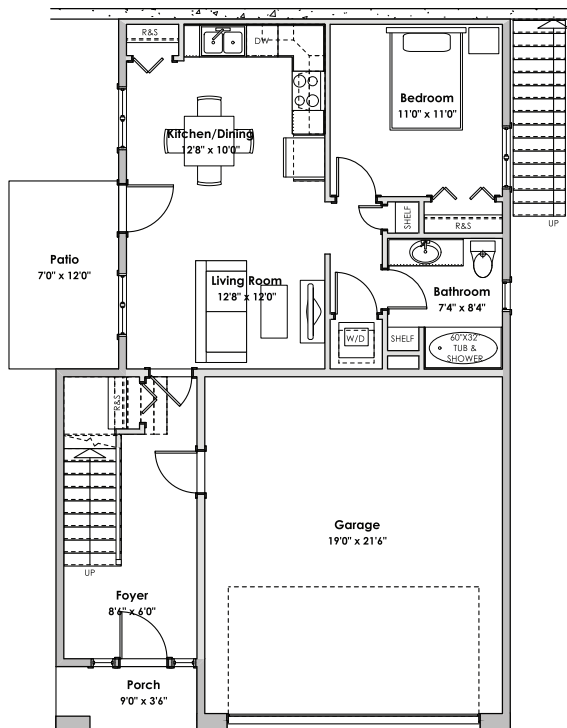 R&S
DW
Bedroom
11'0" x 11'0"
Kitchen/Dining
12'8" x 10'0"
SHELF
R&S
UP
Patio
7'0" x 12'0"
Living Room
12'8" x 12'0"
Bathroom
7'4" x 8'4"
W/D
SHELF
60"X32"
TUB &
SHOWER
R&S
Garage
19'0" x 21'6"
UP
Foyer
8'6" x 6'0"
Porch
9'0" x 3'6"